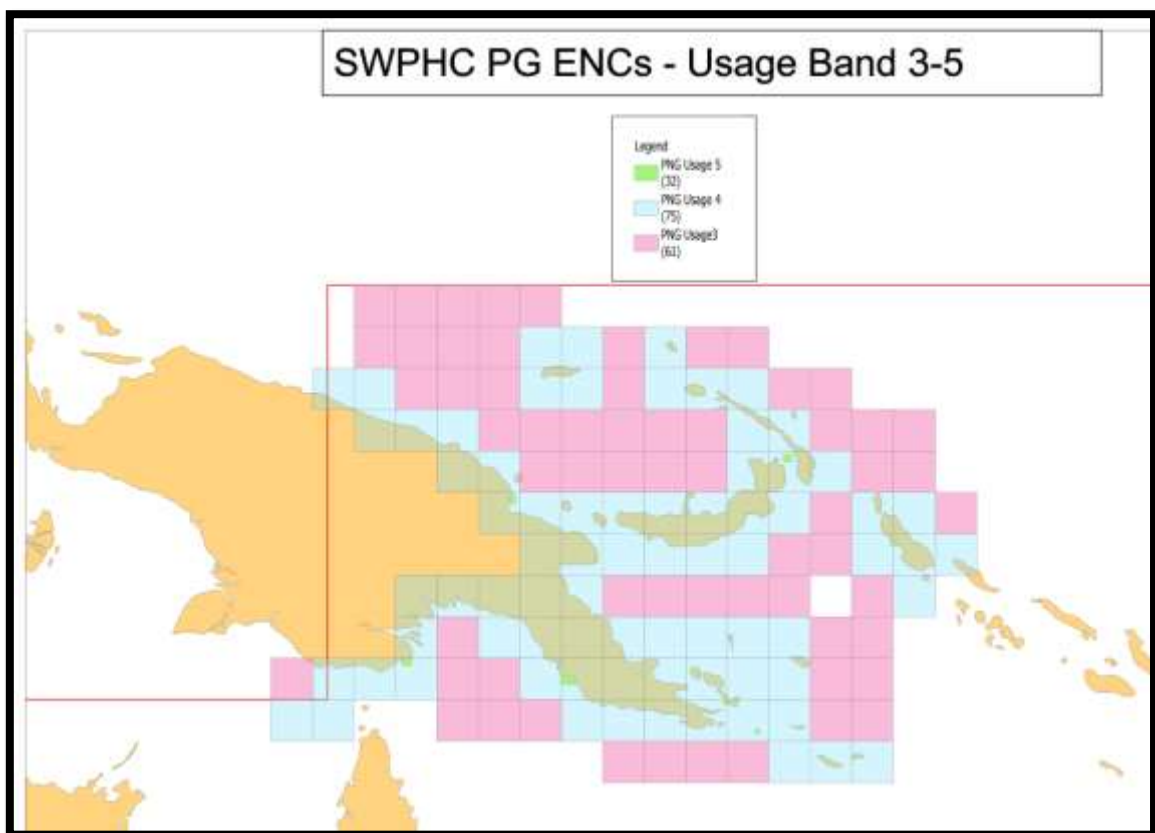 SWPHC PG ENCs - Usage Band 3-5
Legend
PNG Usage 5
(32)
PNG Usage 4
(75)
PNG Usage3
(61)